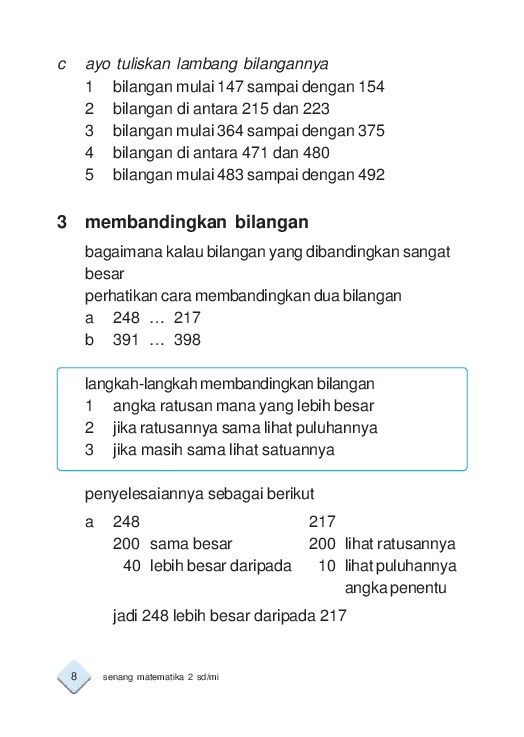 c ayo tuliskan lambang bilangannya
1 bilangan mulai 147 sampai dengan 154
2 bilangan di antara 215 dan 223
3 bilangan mulai 364 sampai dengan 375
4 bilangan di antara 471 dan 480
5 bilangan mulai 483 sampai dengan 492
3 membandingkan bilangan
bagaimana kalau bilangan yang dibandingkan sangat
besar
perhatikan cara membandingkan dua bilangan
a 248 … 217
b 391 … 398
langkah-langkah membandingkan bilangan
1 angka ratusan mana yang lebih besar
2 jika ratusannya sama lihat puluhannya
3 jika masih sama lihat satuannya
penyelesaiannya sebagai berikut
a 248 217
200 sama besar 200 lihat ratusannya
40 lebih besar daripada 10 lihat puluhannya
angka penentu
jadi 248 lebih besar daripada 217
8 senang matematika 2 sd/mi